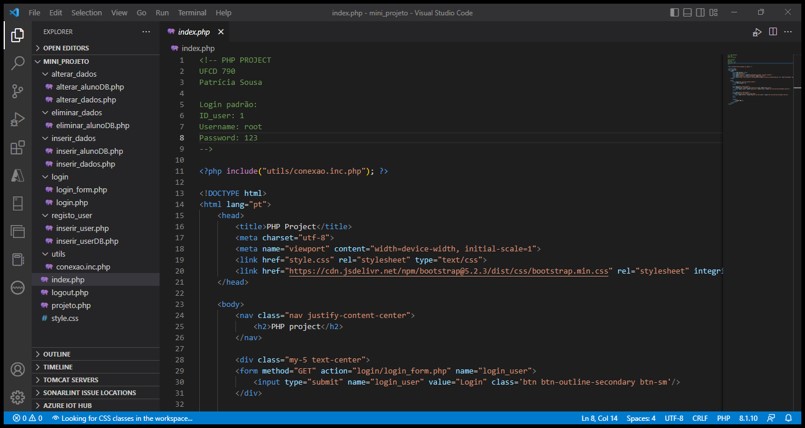 File Edit Selection View Go Run Terminal Help
index.php - mini_projeto - Visual Studio Code
EXPLORER
OPEN EDITORS
MINI_PROJETO
alterar_dados
alterar_alunoDB.php
alterar_dados.php
eliminar_dados
eliminar_alunoDB.php
inserir_dados
inserir_alunoDB.php
inserir_dados.php
login
login_form.php
login.php
registo_user
inserir_user.php
inserir_userDB.php
utils
conexao.inc.php
index.php
logout.php
projeto.php
# style.css
OUTLINE
TIMELINE
TOMCAT SERVERS
SONARLINT ISSUE LOCATIONS
AZURE IOT HUB
index.php
index.php
1 <!-- PHP PROJECT
2 UFCD 790
3 Patrícia Sousa
4
5 Login padrão:
6 ID_user: 1
7 Username: root
8 Password: 123
9 -->
10
11 <?php include("utils/conexao.inc.php"); ?>
12
13 <!DOCTYPE html>
14 <html lang="pt">
15 <head>
16 <title>PHP Project</title>
17 <meta charset="utf-8">
18 <meta name="viewport" content="width=device-width, initial-scale=1">
19 <link href="style.css" rel="stylesheet" type="text/css">
20 <link href="https://cdn.jsdelivr.net/npm/bootstrap@5.2.3/dist/css/bootstrap.min.css" rel="stylesheet" integri
21 </head>
22
23 <body>
24 <nav class="nav justify-content-center">
25 <h2>PHP project</h2>
26 </nav>
27
28 <div class="my-5 text-center">
29 <form method="GET" action="login/login_form.php" name="login_user">
30 <input type="submit" name="login_user" value="Login" class='btn btn-outline-secondary btn-sm'/>
31 </div>
32
0 0 Looking for CSS classes in the workspace...
Ln 8, Col 14 Spaces: 4 UTF-8 CRLF PHP 8.1.10